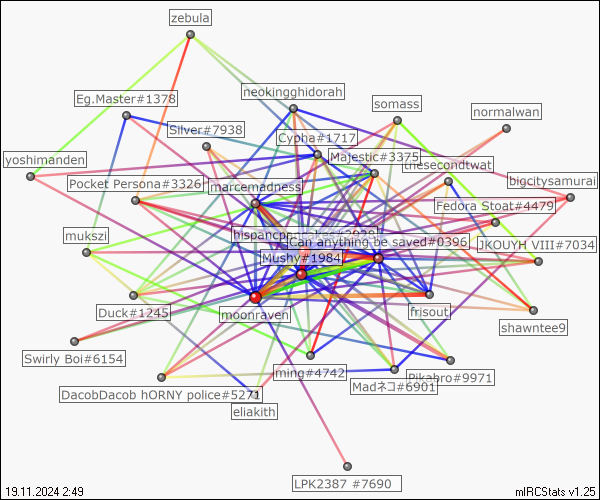 zebula
Eg.Master#1378
neokingghidorah
somass
normalwan
Silver#7938
Cypha#1717
Majestic#3375
yoshimanden
thesecondtwat
Pocket Persona#3326
marcemadness
bigcitysamurai
Fedora Stoat#4479
mukszi
Can anything be saved#0396
JKOUYH VIII#7034
Mushy#1984
Duck#1245
moonraven
frisout
shawntee9
Swirly Boi#6154
ming#4742
Pikabro#9971
DacobDacob hORNY police#5271
Madネコ#6901
eliakith
LPK2387 #7690
19.11.2024 2:49
mIRCStats v1.25